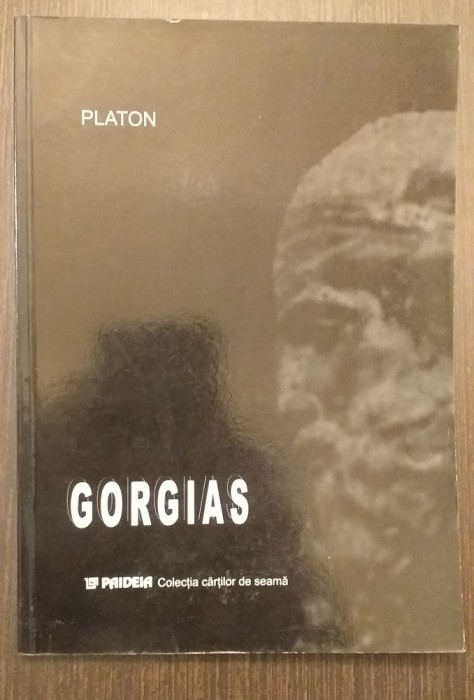 PLATON
GORGIAS
PAIDEIA Colecția cărților de seamă